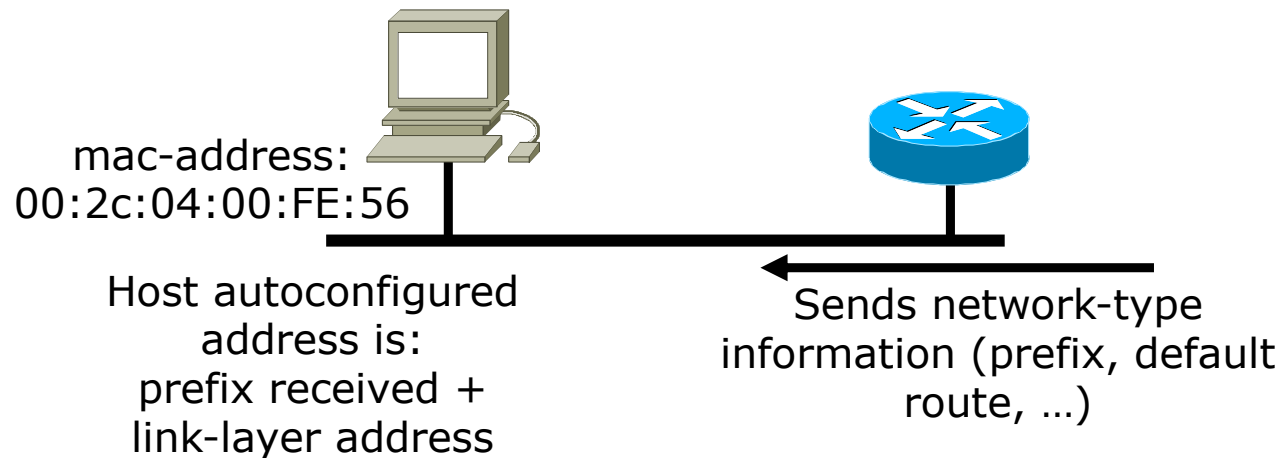 mac-address:
00:2c:04:00:FE:56
Host autoconfigured
address is:
prefix received +
link-layer address
Sends network-type
information (prefix, default
route, …)